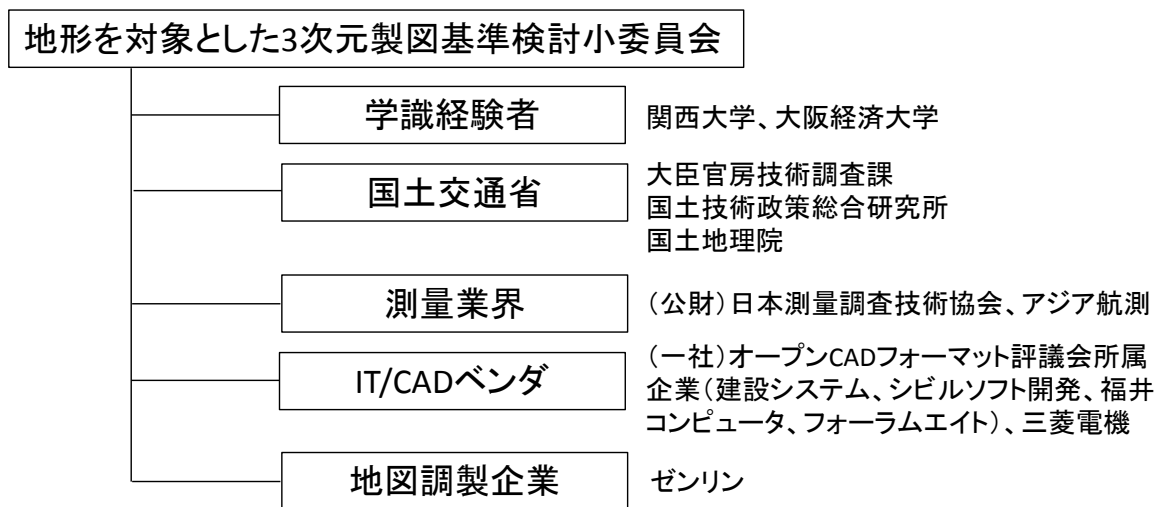 地形を対象とした3次元製図基準検討小委員会
学識経験者
関西大学、大阪経済大学
国土交通省
大臣官房技術調査課
国土技術政策総合研究所
国土地理院
測量業界
(公財)日本測量調査技術協会、アジア航測
IT/CADベンダ
(一社)オープンCADフォーマット評議会所属
企業(建設システム、シビルソフト開発、福井
コンピュータ、フォーラムエイト)、三菱電機
地図調製企業
ゼンリン